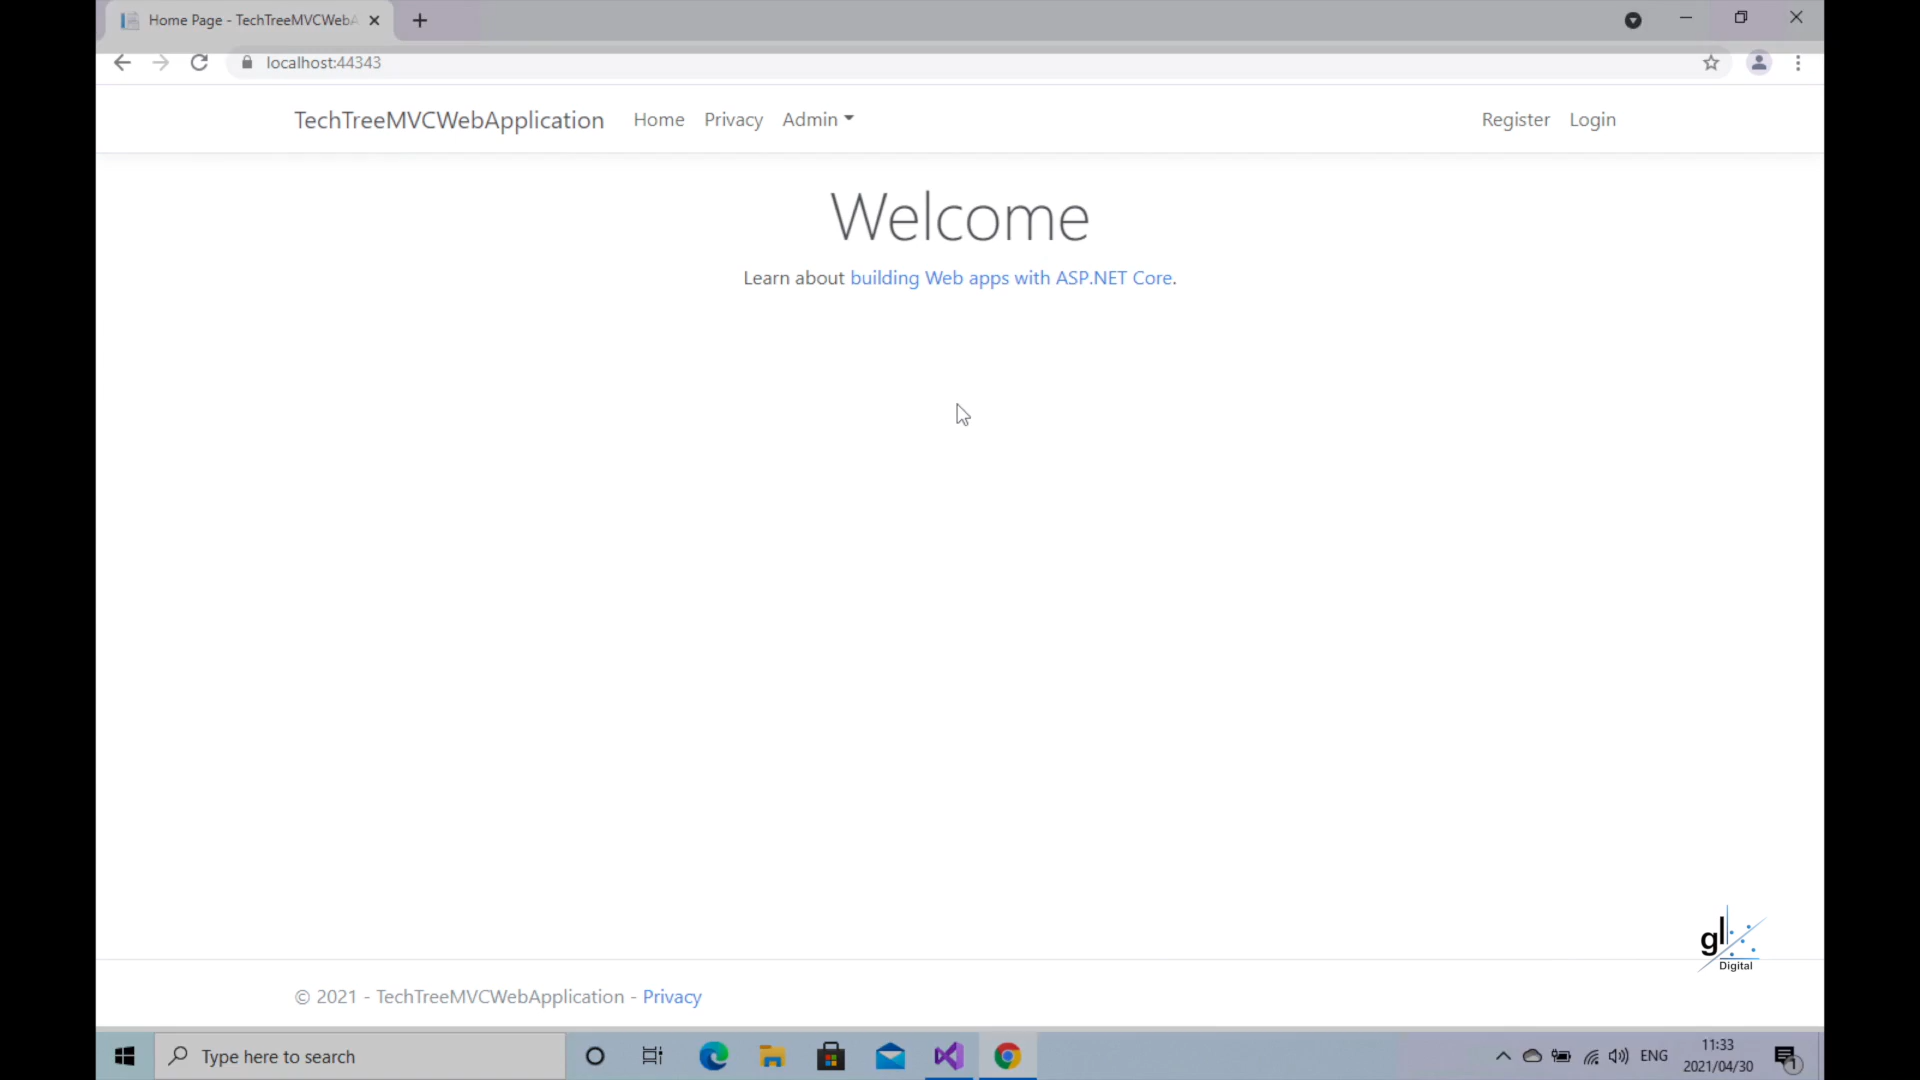 Home Page - TechTreeMVCWebA
localhost:44343
TechTreeMVCWebApplication Home Privacy Admin Register Login
Welcome
Learn about building Web apps with ASP.NET Core.
gl
Digital
© 2021 - TechTreeMVCWebApplication - Privacy
Type here to search
ENG
11:33
2021/04/30
1